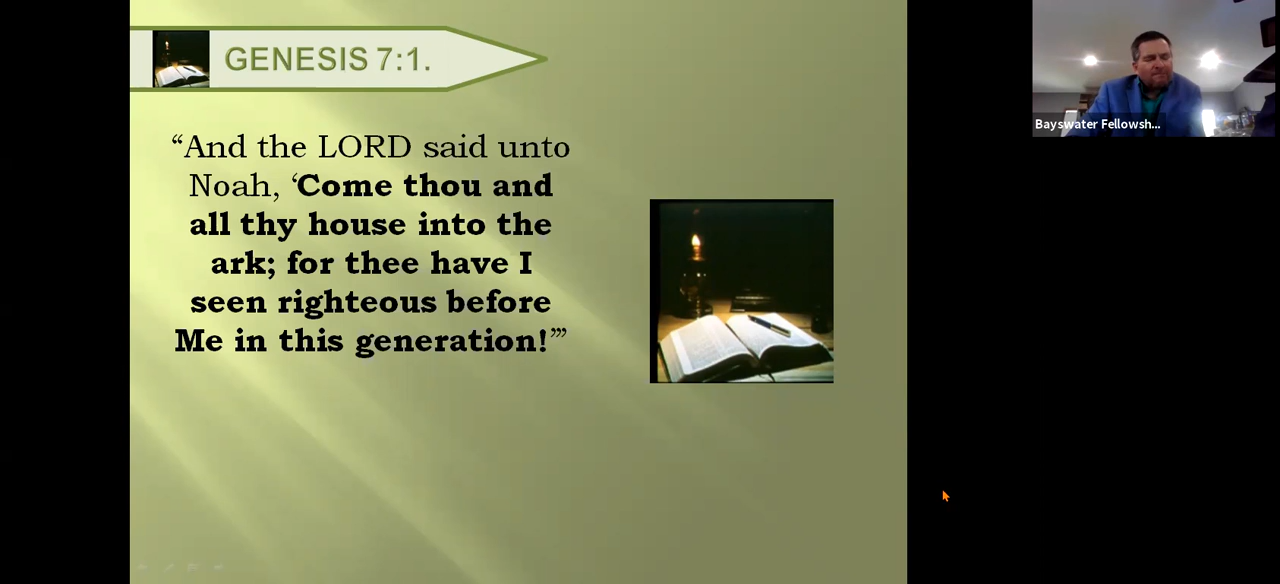 GENESIS 7:1.
“And the LORD said unto
Noah, ‘Come thou and
all thy house into the
ark; for thee have I
seen righteous before
Me in this generation!’”
Bayswater Fellowsh...